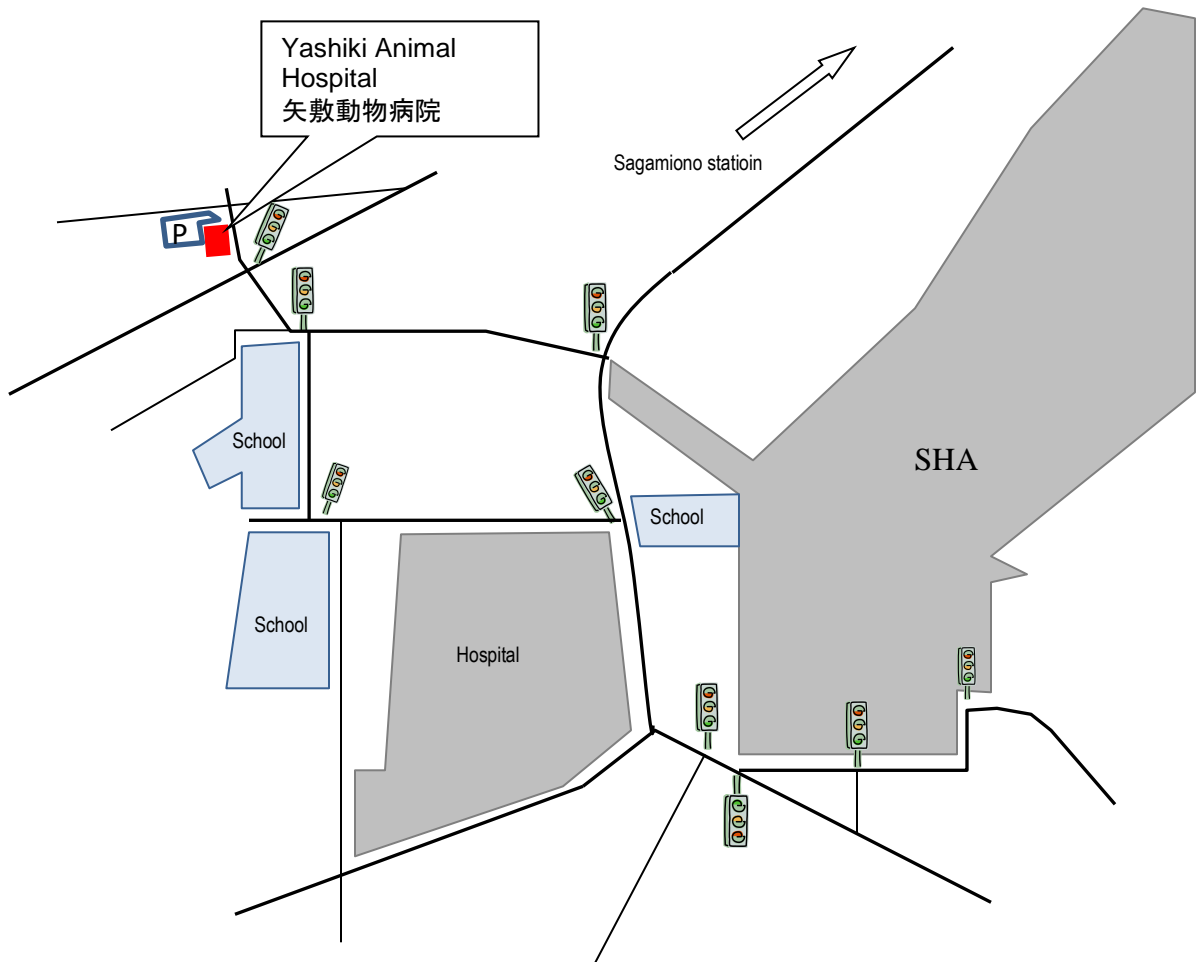 Yashiki Animal
Hospital
矢敷動物病院
Sagamiono statioin
P
School
SHA
School
School
Hospital